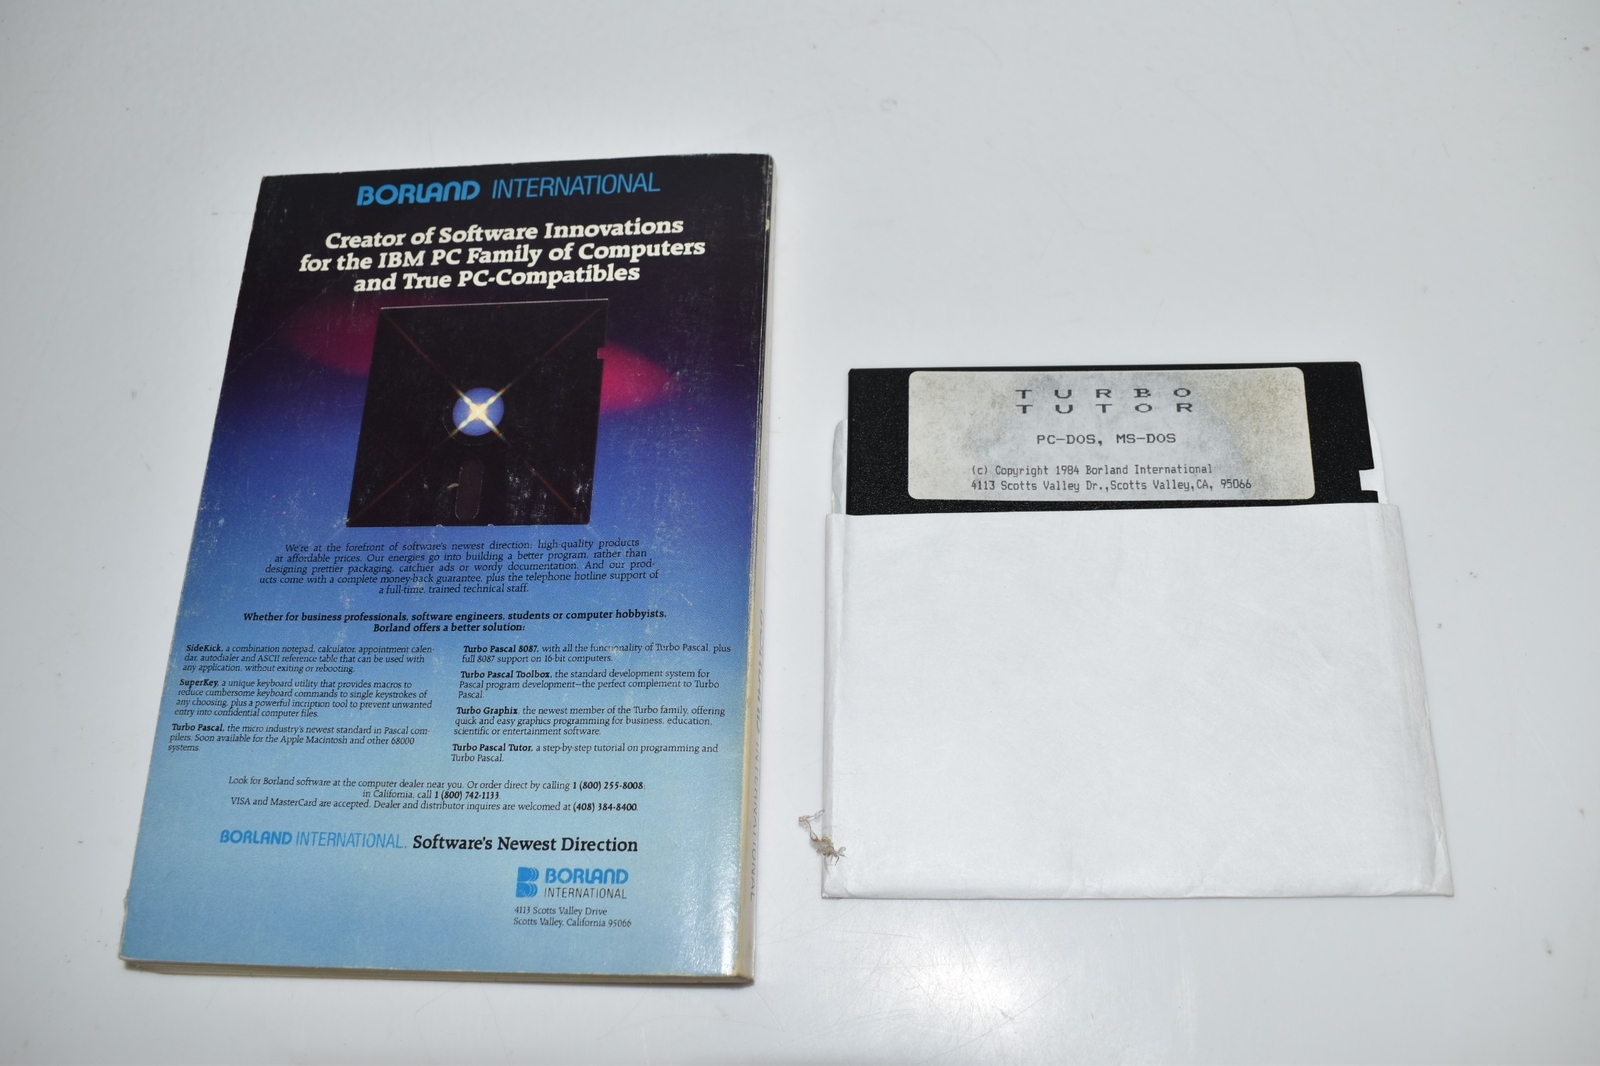 BORLAND INTERNATIONAL
Creator of Software Innovations
for the IBM PC Family of Computers
and True PC-Compatibles
We're at the forefront of software's newest direction: high-quality products
at affordable prices. Our energies go into building a better program, rather than
designing prettier packaging, catchier ads or wordy documentation. And our prod-
ucts come with a complete money-back guarantee, plus the telephone hotline support of
a full-time, trained technical staff.
Whether for business professionals, software engineers, students or computer hobbyists,
Borland offers a better solution:
SideKick, a combination notepad, calculator, appointment calen-
dar, autodialer and ASCII reference table that can be used with
any application, without exiting or rebooting.
SuperKey, a unique keyboard utility that provides macros to
reduce cumbersome keyboard commands to single keystrokes of
any choosing, plus a powerful incription tool to prevent unwanted
entry into confidential computer files.
Turbo Pascal, the micro industry's newest standard in Pascal com-
pilers. Soon available for the Apple Macintosh and other 68000
systems.
Turbo Pascal 8087, with all the functionality of Turbo Pascal, plus
full 8087 support on 16-bit computers.
Turbo Pascal Toolbox, the standard development system for
Pascal program development—the perfect complement to Turbo
Pascal.
Turbo Graphix, the newest member of the Turbo family, offering
quick and easy graphics programming for business, education,
scientific or entertainment software.
Turbo Pascal Tutor, a step-by-step tutorial on programming and
Turbo Pascal.
Look for Borland software at the computer dealer near you. Or order direct by calling 1 (800) 255-8008;
in California, call 1 (800) 742-1133.
VISA and MasterCard are accepted. Dealer and distributor inquires are welcomed at (408) 384-8400.
BORLAND INTERNATIONAL. Software's Newest Direction
BORLAND
INTERNATIONAL
4113 Scotts Valley Drive
Scotts Valley, California 95066
BORLAND INTERNATIONAL
TURBO
TUTOR
PC-DOS, MS-DOS
(c) Copyright 1984 Borland International
4113 Scotts Valley Dr.,Scotts Valley,CA, 95066